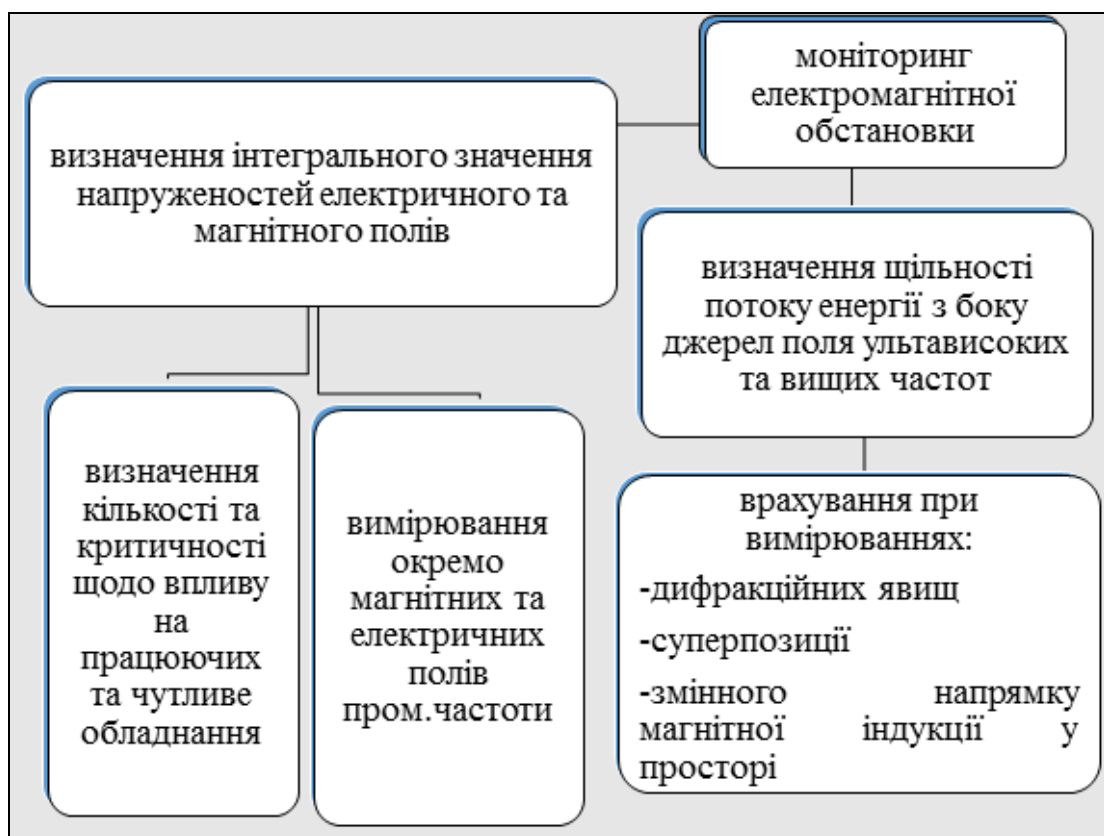 моніторинг
електромагнітної
обстановки
визначення інтегрального значення
напруженостей електричного та
магнітного полів
визначення щільності
потоку енергії з боку
джерел поля ультависоких
та вищих частот
визначення
кількості та
критичності
щодо впливу
на
працюючих
та чутливе
обладнання
вимірювання
окремо
магнітних та
електричних
полів
пром.частоти
врахування при
вимірюваннях:
-дифракційних явищ
-суперпозиції
-змінного напрямку
магнітної індукції у
просторі